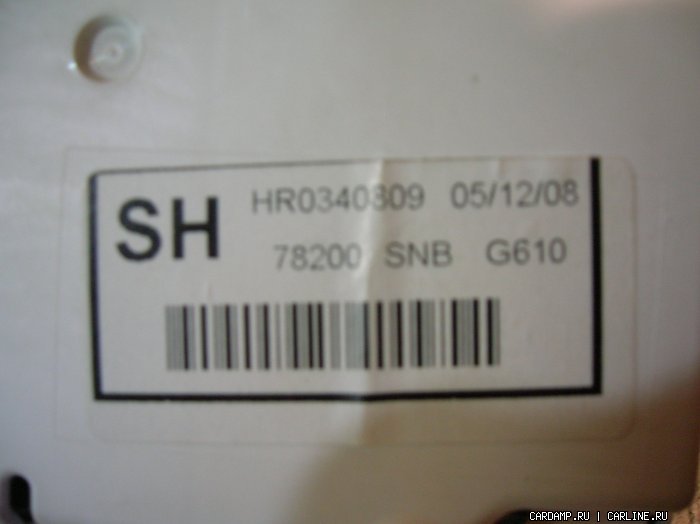 SH HR0340309 05/12/08
78200 SNB G610
CARDAMP.RU | CARLINE.RU